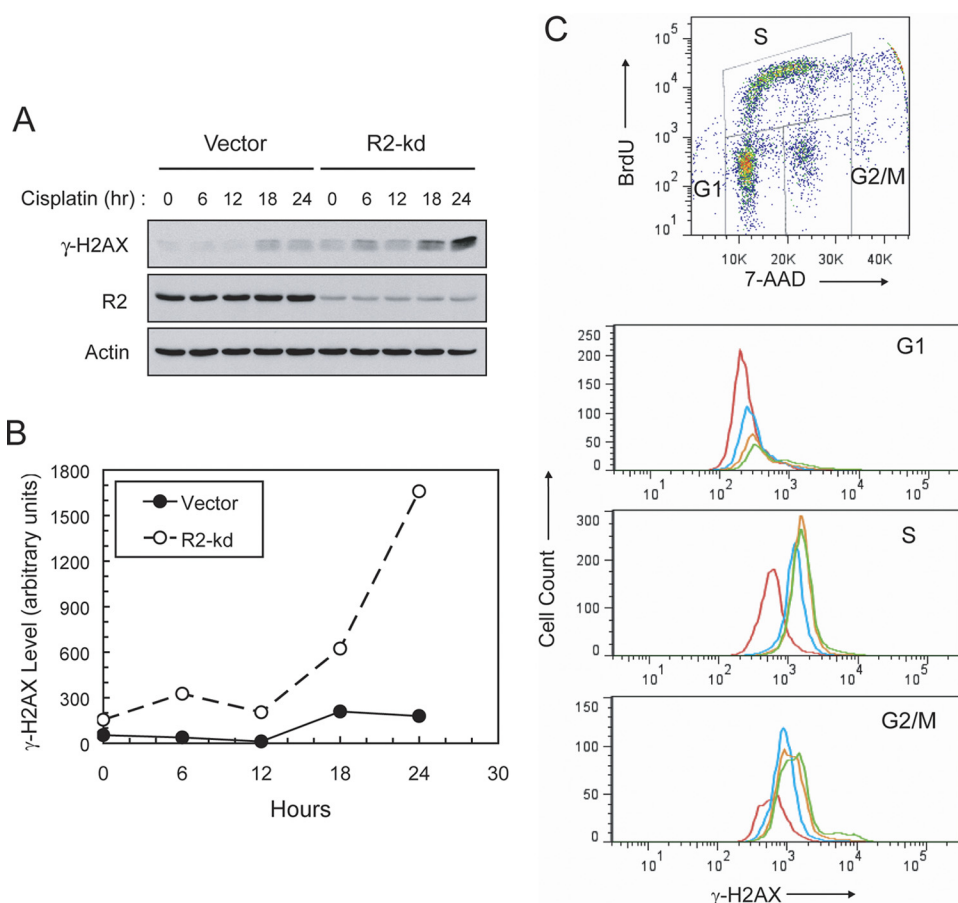 A
Vector R2-kd
Cisplatin (hr) : 0 6 12 18 24 0 6 12 18 24
γ-H2AX
R2
Actin
B
γ-H2AX Level (arbitrary units)
1800
1500
1200
900
600
300
0
Vector
R2-kd
0 6 12 18 24 30
Hours
C
BrdU
10^5
10^4
10^3
10^2
10^1
S
G1
G2/M
10K 20K 30K 40K
7-AAD
Cell Count
G1
250
200
150
100
50
0
10^1 10^2 10^3 10^4 10^5
S
300
200
100
0
10^1 10^2 10^3 10^4 10^5
G2/M
150
100
50
0
10^1 10^2 10^3 10^4 10^5
γ-H2AX